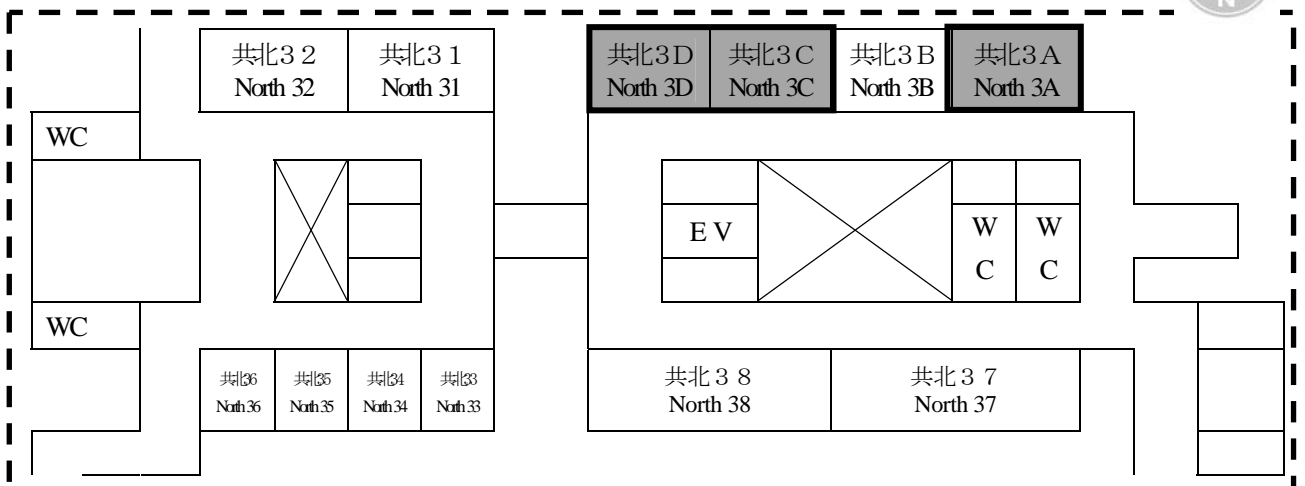 N
共北３２
North 32
共北３１
North 31
共北３D
North 3D
共北３C
North 3C
共北３B
North 3B
共北３A
North 3A
WC
E V
W
C
W
C
WC
共北36
North 36
共北35
North 35
共北34
North 34
共北33
North 33
共北３８
North 38
共北３７
North 37